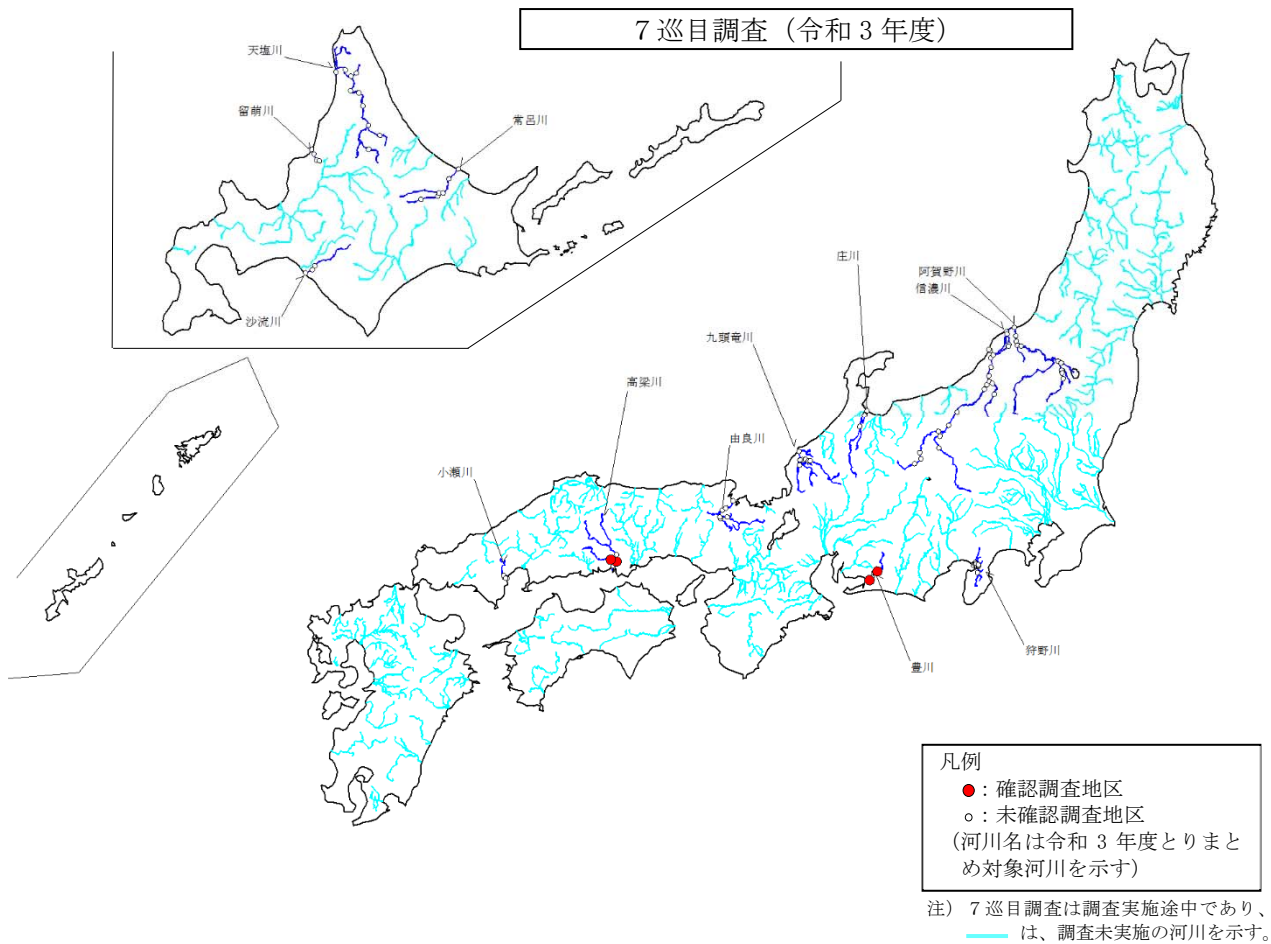 7巡目調査（令和3年度）
天塩川
留萌川
常呂川
沙流川
庄川
阿賀野川
信濃川
九頭竜川
高梁川
由良川
小瀬川
豊川
狩野川
凡例
：確認調査地区
：未確認調査地区
（河川名は令和 3 年度とりまと
め対象河川を示す）
注） 7巡目調査は調査実施途中であり、
は、調査未実施の河川を示す。